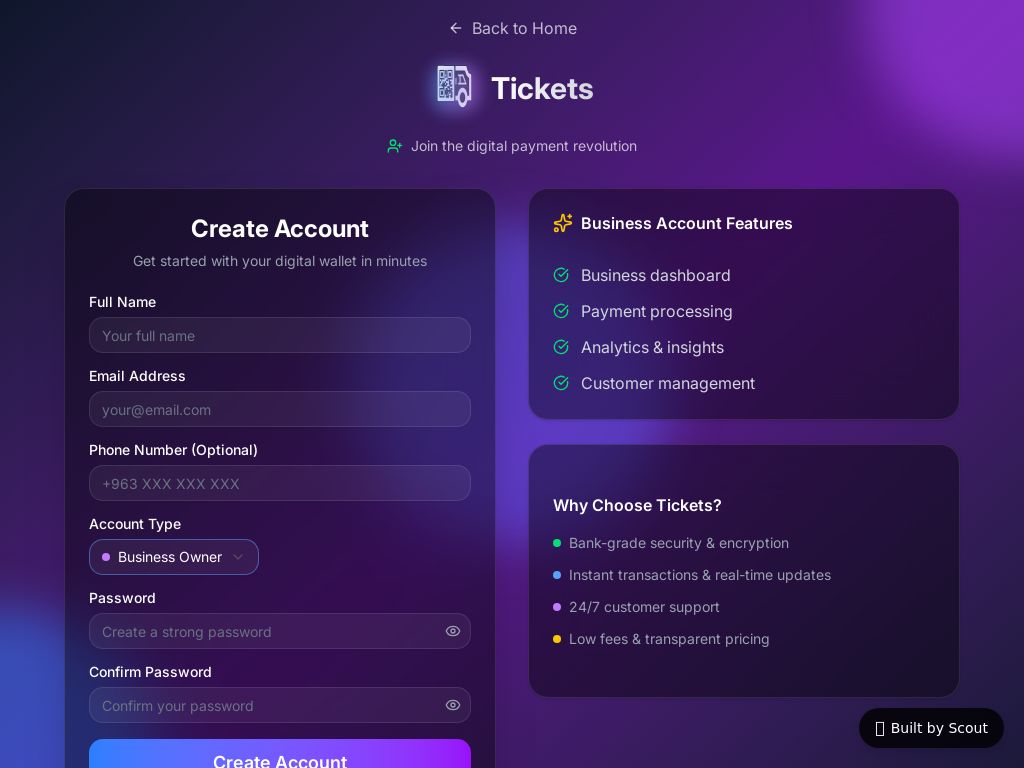 Back to Home
Tickets
Join the digital payment revolution
Create Account
Get started with your digital wallet in minutes
Full Name
Your full name
Email Address
your@email.com
Phone Number (Optional)
+963 XXX XXX XXX
Account Type
Business Owner
Password
Create a strong password
Confirm Password
Confirm your password
Create Account
Business Account Features
Business dashboard
Payment processing
Analytics & insights
Customer management
Why Choose Tickets?
Bank-grade security & encryption
Instant transactions & real-time updates
24/7 customer support
Low fees & transparent pricing
Built by Scout